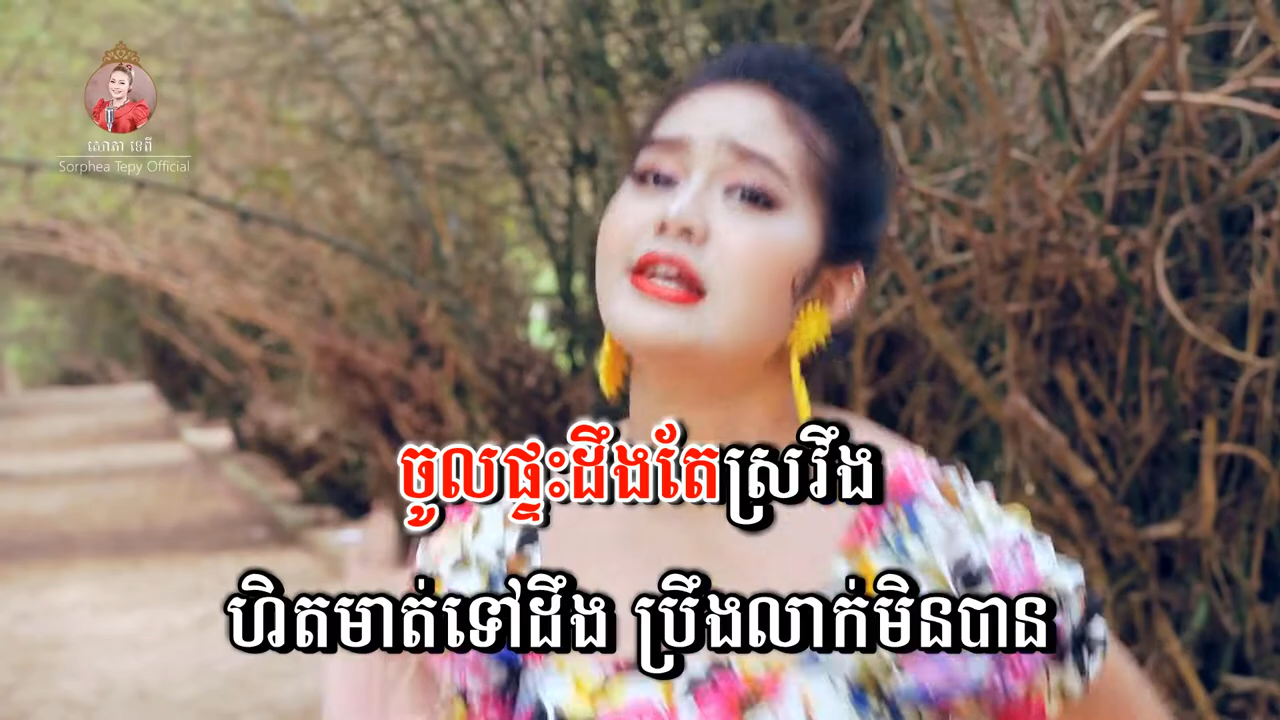 សោភា ទេពី
Sorphea Tepy Official
ចូលផ្ទះដឹងតែស្រវឹង
ហិតមាត់ទៅដឹង ប្រឹងលាក់មិនបាន